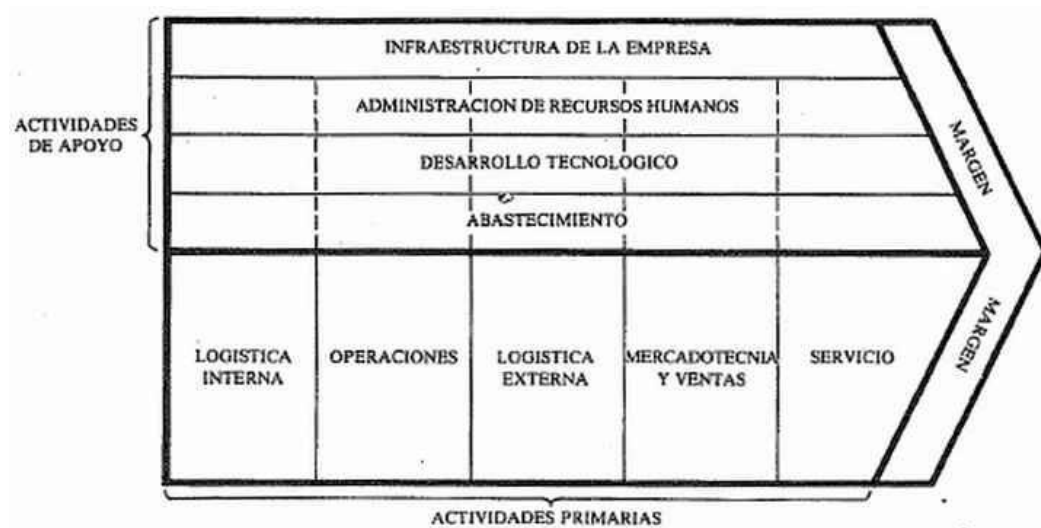 INFRAESTRUCTURA DE LA EMPRESA
ADMINISTRACION DE RECURSOS HUMANOS
ACTIVIDADES
DE APOYO
DESARROLLO TECNOLOGICO
ABASTECIMIENTO
MARGEN
LOGISTICA
INTERNA
OPERACIONES
LOGISTICA
EXTERNA
MERCADOTECNIA
Y VENTAS
SERVICIO
MARGEN
ACTIVIDADES PRIMARIAS